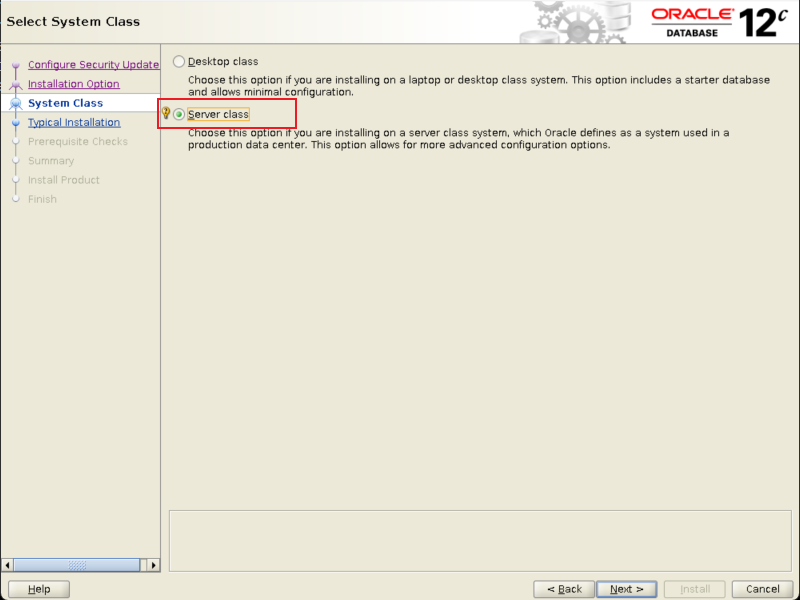 Select System Class
ORACLE
DATABASE
12c
Configure Security Update
Installation Option
System Class
Typical Installation
Prerequisite Checks
Summary
Install Product
Finish
Desktop class
Choose this option if you are installing on a laptop or desktop class system. This option includes a starter database
and allows minimal configuration.
Server class
Choose this option if you are installing on a server class system, which Oracle defines as a system used in a
production data center. This option allows for more advanced configuration options.
Help
< Back
Next >
Install
Cancel